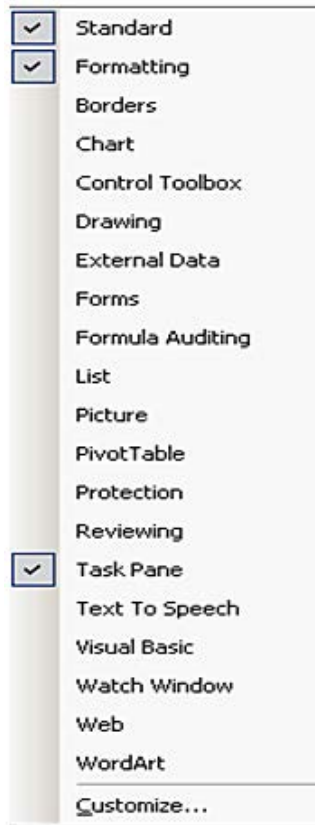 Standard
Formatting
Borders
Chart
Control Toolbox
Drawing
External Data
Forms
Formula Auditing
List
Picture
PivotTable
Protection
Reviewing
Task Pane
Text To Speech
Visual Basic
Watch Window
Web
WordArt
Customize...